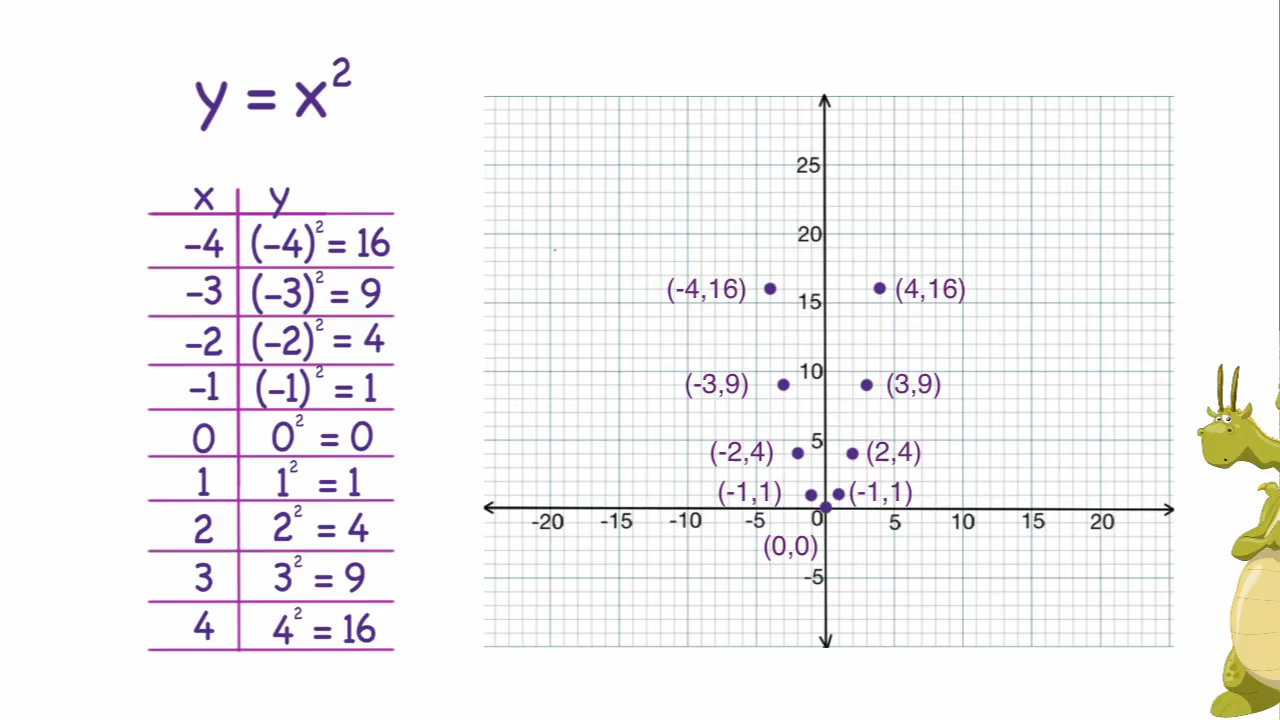 y = x²
x y
-4 (-4)² = 16
-3 (-3)² = 9
-2 (-2)² = 4
-1 (-1)² = 1
0 0² = 0
1 1² = 1
2 2² = 4
3 3² = 9
4 4² = 16
25
20
(-4,16) 15 (4,16)
(-3,9) 10 (3,9)
(-2,4) 5 (2,4)
(-1,1) (-1,1)
-20 -15 -10 -5 0 5 10 15 20
(0,0)
-5